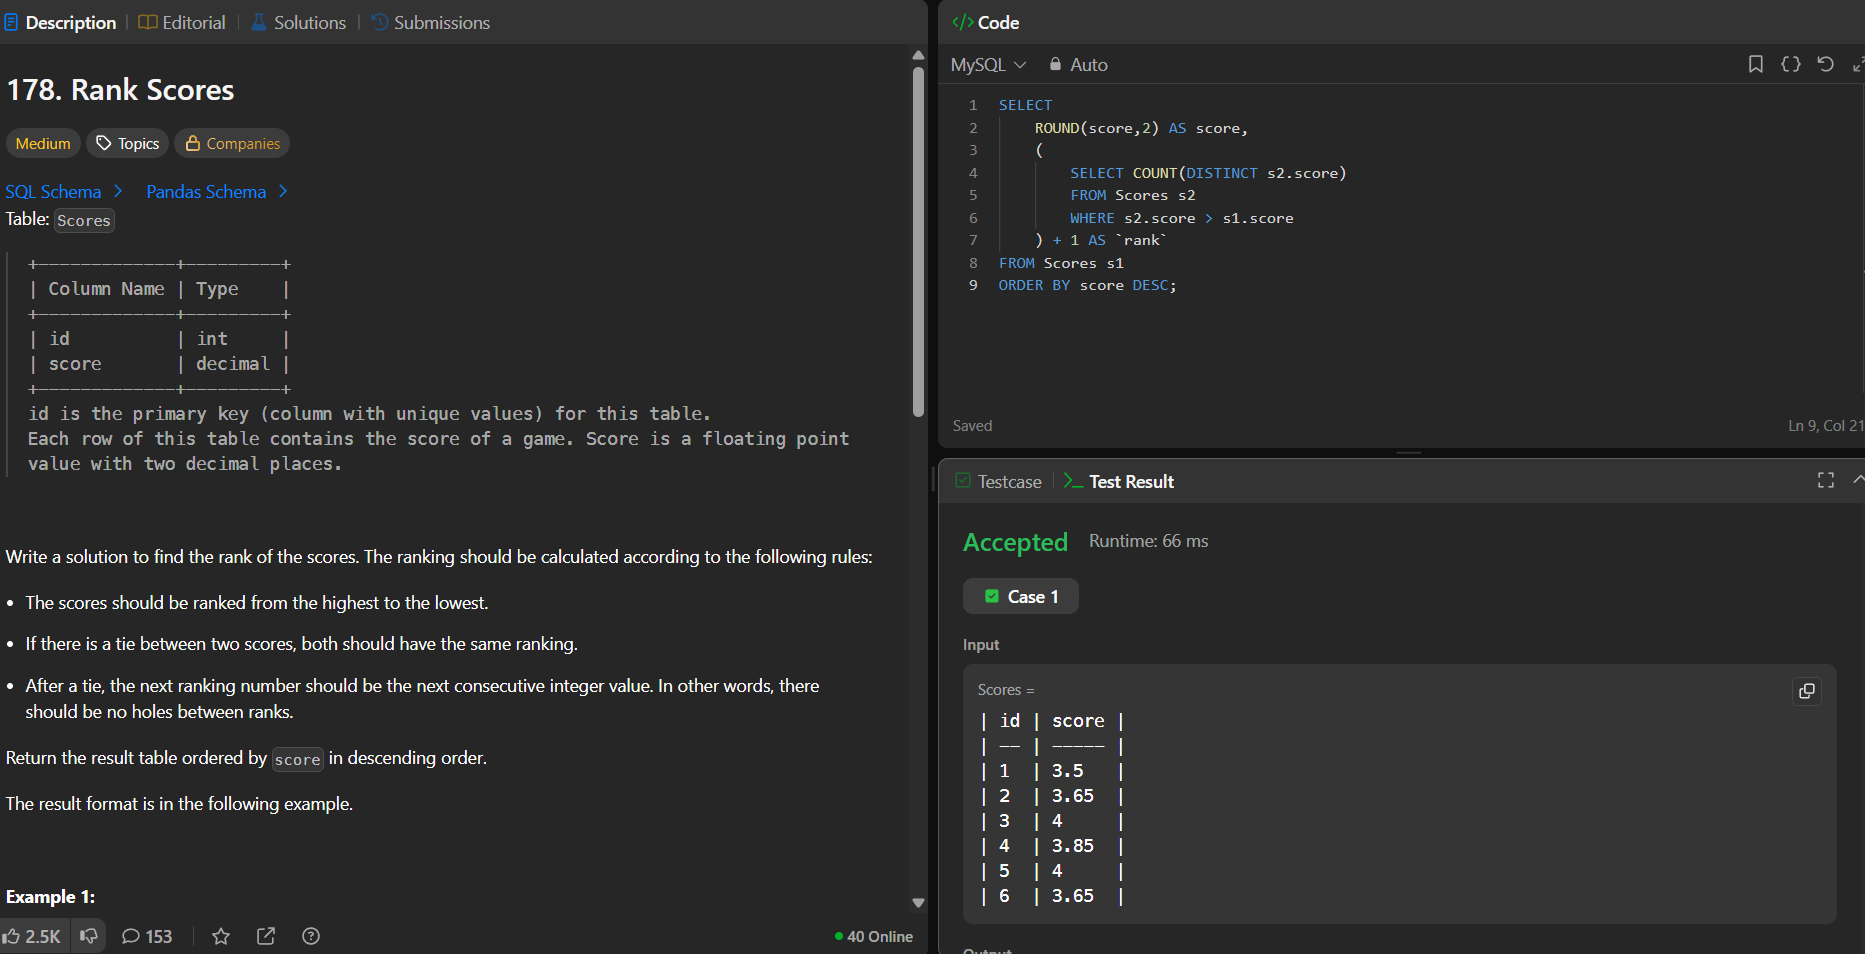 Description
Editorial
Solutions
Submissions
178. Rank Scores
Medium
Topics
Companies
SQL Schema
Pandas Schema
Table: Scores
+-------------+---------+
| Column Name | Type    |
+-------------+---------+
| id          | int     |
| score       | decimal |
+-------------+---------+
id is the primary key (column with unique values) for this table.
Each row of this table contains the score of a game. Score is a floating point
value with two decimal places.
Write a solution to find the rank of the scores. The ranking should be calculated according to the following rules:
• The scores should be ranked from the highest to the lowest.
• If there is a tie between two scores, both should have the same ranking.
• After a tie, the next ranking number should be the next consecutive integer value. In other words, there
should be no holes between ranks.
Return the result table ordered by score in descending order.
The result format is in the following example.
Example 1:
2.5K
153
40 Online
</> Code
MySQL
Auto
1 SELECT
2     ROUND(score,2) AS score,
3     (
4         SELECT COUNT(DISTINCT s2.score)
5         FROM Scores s2
6         WHERE s2.score > s1.score
7     ) + 1 AS `rank`
8 FROM Scores s1
9 ORDER BY score DESC;
Saved
Ln 9, Col 21
Testcase
Test Result
Accepted
Runtime: 66 ms
Case 1
Input
Scores =
| id | score |
| -- | ----- |
| 1  | 3.5   |
| 2  | 3.65  |
| 3  | 4     |
| 4  | 3.85  |
| 5  | 4     |
| 6  | 3.65  |
Output